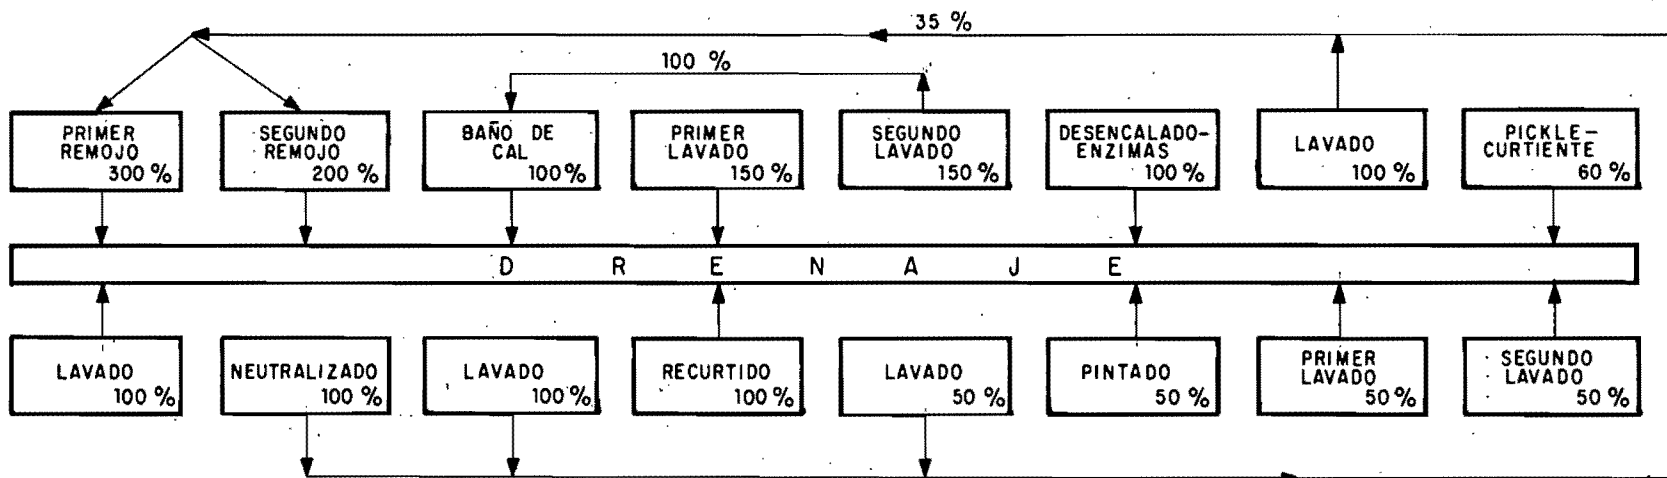 35 %
100 %
PRIMER
REMOJO
300 %
SEGUNDO
REMOJO
200 %
BAÑO DE
CAL
100 %
PRIMER
LAVADO
150 %
SEGUNDO
LAVADO
150 %
DESENCALADO-
ENZIMAS
100 %
LAVADO
100 %
PICKLE-
CURTIENTE
60 %
DRENAJE
LAVADO
100 %
NEUTRALIZADO
100 %
LAVADO
100 %
RECURTIDO
100 %
LAVADO
50 %
PINTADO
50 %
PRIMER
LAVADO
50 %
SEGUNDO
LAVADO
50 %